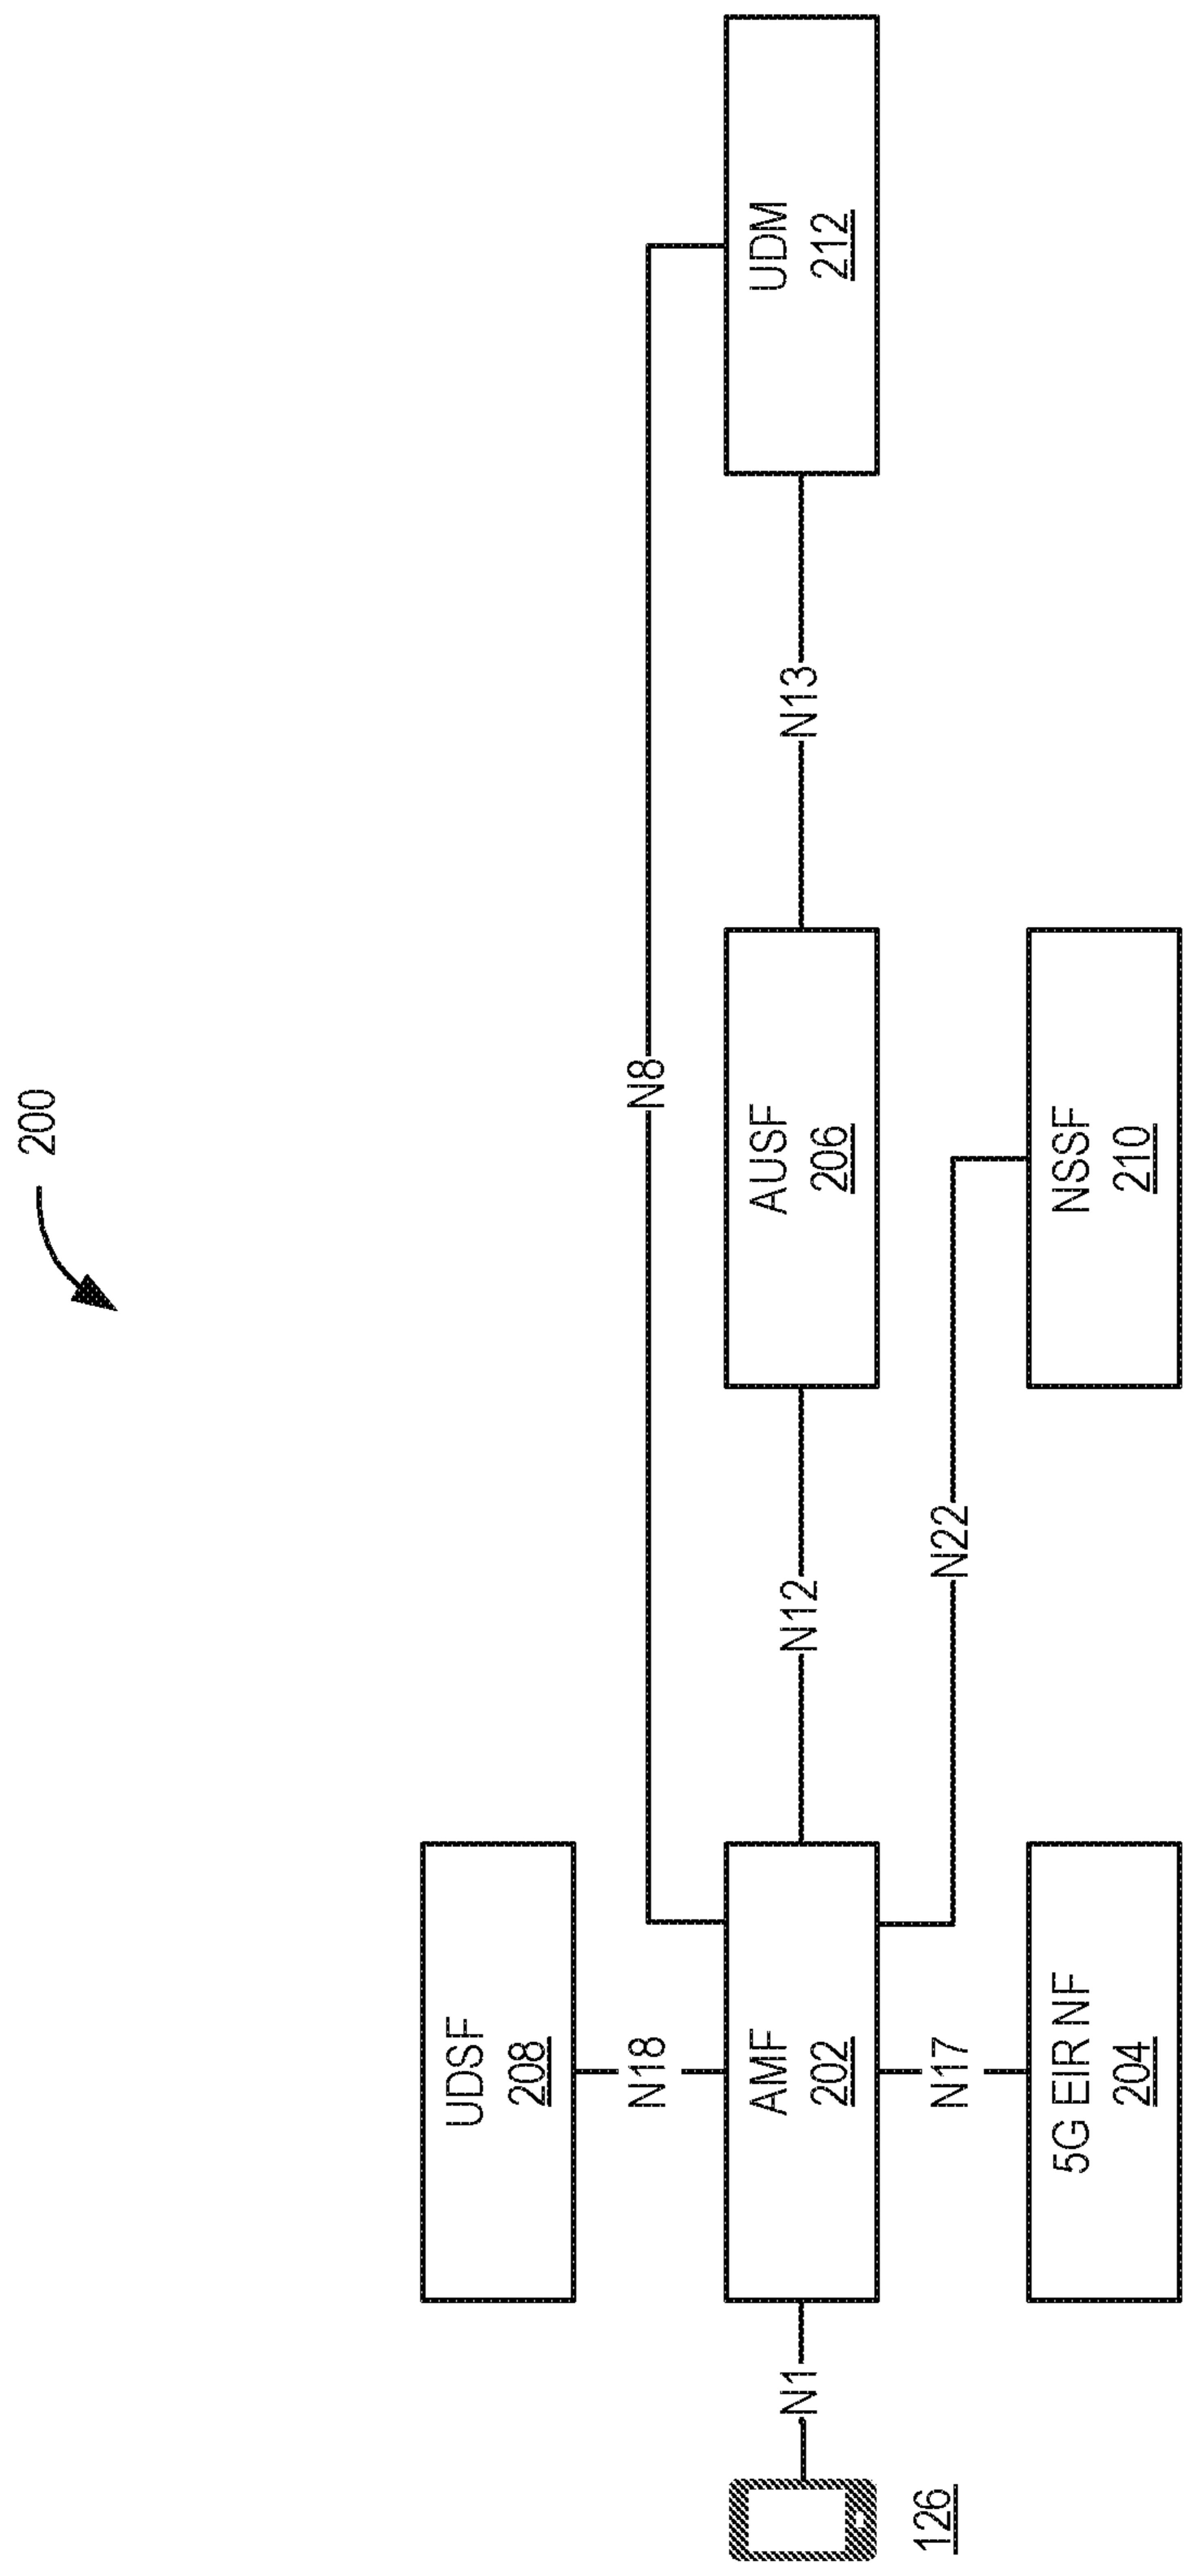 200
UDSF
208
N18
N8
N1
AMF
202
N12
AUSF
206
N13
UDM
212
N17
N22
126
5G EIR NF
204
NSSF
210